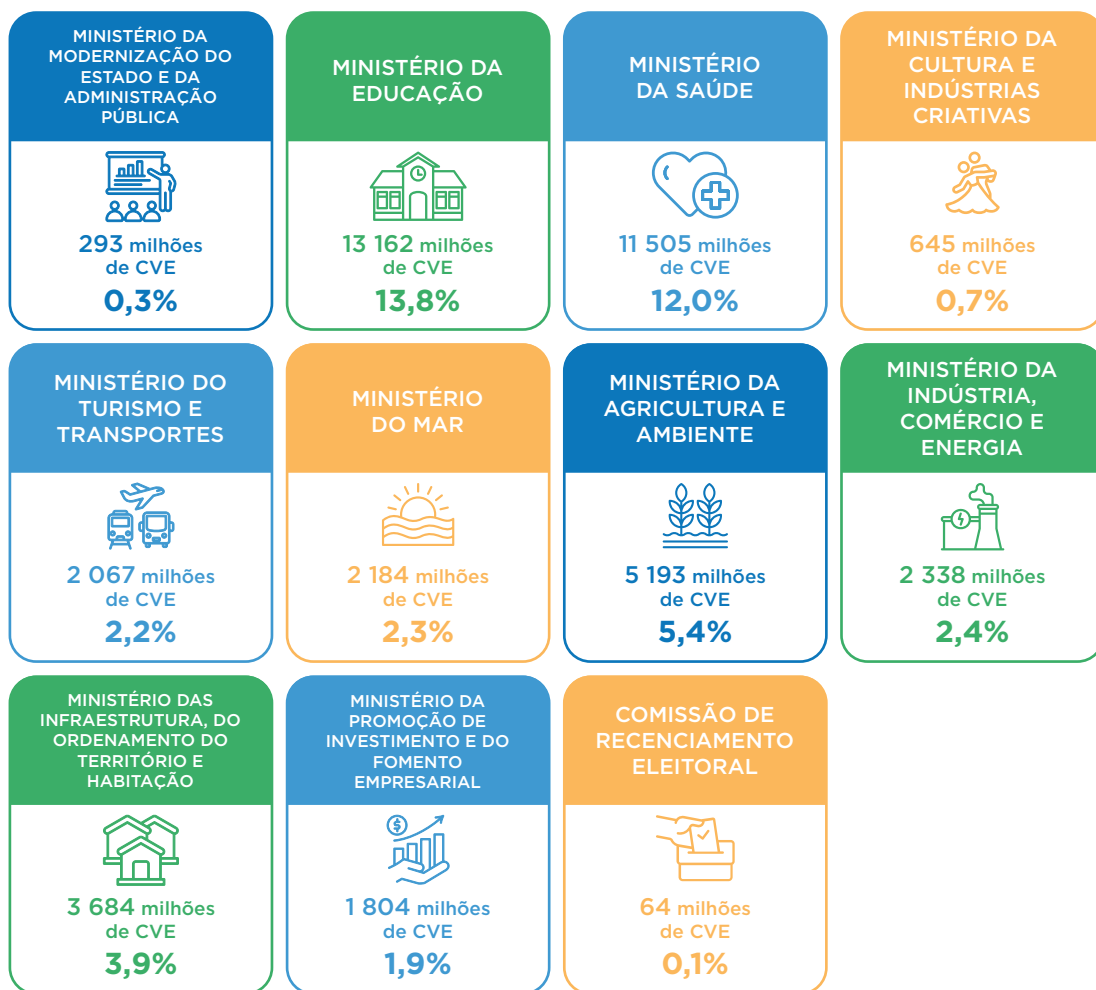 MINISTÉRIO DA
MODERNIZAÇÃO DO
ESTADO E DA
ADMINISTRAÇÃO
PÚBLICA
293 milhões
de CVE
0,3%
MINISTÉRIO DA
EDUCAÇÃO
13 162 milhões
de CVE
13,8%
MINISTÉRIO
DA SAÚDE
11 505 milhões
de CVE
12,0%
MINISTÉRIO DA
CULTURA E
INDÚSTRIAS
CRIATIVAS
645 milhões
de CVE
0,7%
MINISTÉRIO DO
TURISMO E
TRANSPORTES
2 067 milhões
de CVE
2,2%
MINISTÉRIO
DO MAR
2 184 milhões
de CVE
2,3%
MINISTÉRIO DA
AGRICULTURA E
AMBIENTE
5 193 milhões
de CVE
5,4%
MINISTÉRIO DA
INDÚSTRIA,
COMÉRCIO E
ENERGIA
2 338 milhões
de CVE
2,4%
MINISTÉRIO DAS
INFRAESTRUTURA, DO
ORDENAMENTO DO
TERRITÓRIO E
HABITAÇÃO
3 684 milhões
de CVE
3,9%
MINISTÉRIO DA
PROMOÇÃO DE
INVESTIMENTO E DO
FOMENTO
EMPRESARIAL
$
1 804 milhões
de CVE
1,9%
COMISSÃO DE
RECENCIAMENTO
ELEITORAL
64 milhões
de CVE
0,1%